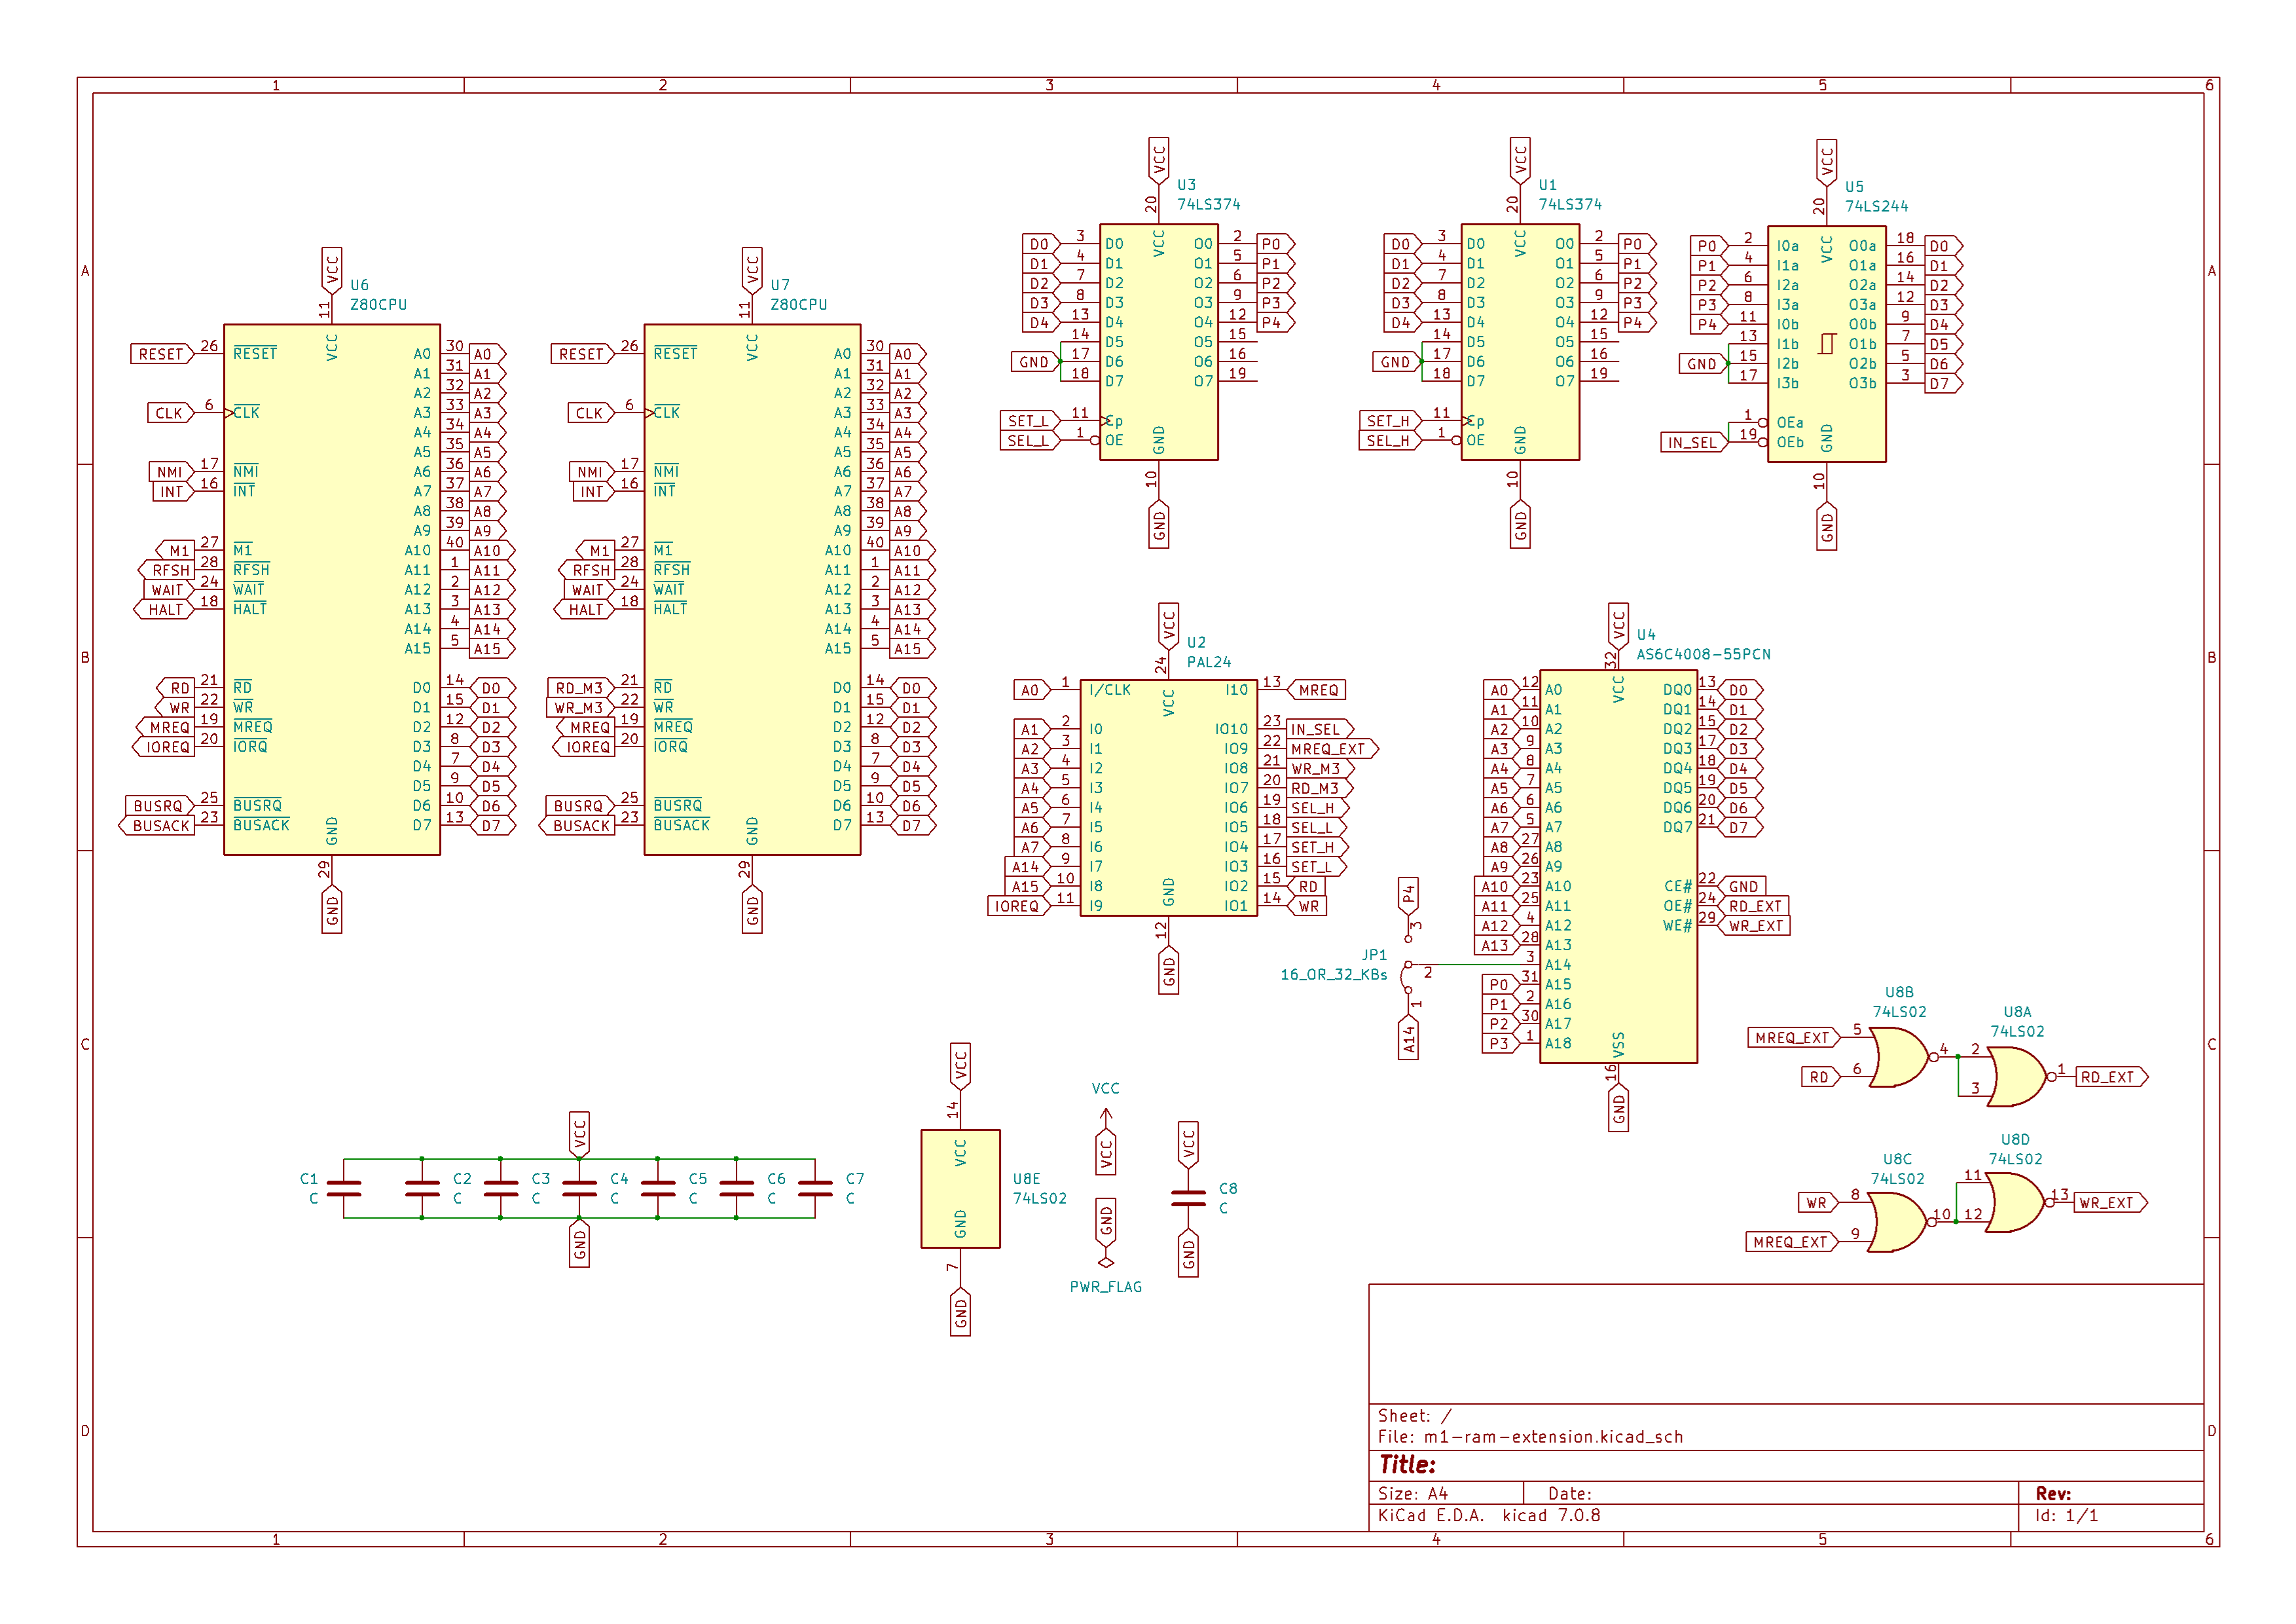 1 2 3 4 5 6
A B C D
A B C D
1 2 3 4 5 6
U6
Z80CPU
VCC
11
VCC
RESET 26 RESET
CLK 6 CLK
NMI 17 NMI
INT 16 INT
M1 27 M1
RFSH 28 RFSH
WAIT 24 WAIT
HALT 18 HALT
RD 21 RD
WR 22 WR
MREQ 19 MREQ
IOREQ 20 IORQ
BUSRQ 25 BUSRQ
BUSACK 23 BUSACK
A0 30 A0
A1 31 A1
A2 32 A2
A3 33 A3
A4 34 A4
A5 35 A5
A6 36 A6
A7 37 A7
A8 38 A8
A9 39 A9
A10 40 A10
A11 1 A11
A12 2 A12
A13 3 A13
A14 4 A14
A15 5 A15
D0 14 D0
D1 15 D1
D2 12 D2
D3 8 D3
D4 7 D4
D5 9 D5
D6 10 D6
D7 13 D7
GND
29
GND
U7
Z80CPU
VCC
11
VCC
RESET 26 RESET
CLK 6 CLK
NMI 17 NMI
INT 16 INT
M1 27 M1
RFSH 28 RFSH
WAIT 24 WAIT
HALT 18 HALT
RD_M3 21 RD
WR_M3 22 WR
MREQ 19 MREQ
IOREQ 20 IORQ
BUSRQ 25 BUSRQ
BUSACK 23 BUSACK
A0 30 A0
A1 31 A1
A2 32 A2
A3 33 A3
A4 34 A4
A5 35 A5
A6 36 A6
A7 37 A7
A8 38 A8
A9 39 A9
A10 40 A10
A11 1 A11
A12 2 A12
A13 3 A13
A14 4 A14
A15 5 A15
D0 14 D0
D1 15 D1
D2 12 D2
D3 8 D3
D4 7 D4
D5 9 D5
D6 10 D6
D7 13 D7
GND
29
GND
U3
74LS374
VCC
20
VCC
D0 3 D0 O0 2 P0
D1 4 D1 O1 5 P1
D2 7 D2 O2 6 P2
D3 8 D3 O3 9 P3
D4 13 D4 O4 12 P4
14 D5 O5 15
GND 17 D6 O6 16
18 D7 O7 19
SET_L 11 Cp
SEL_L 1 OE
GND
10
GND
U1
74LS374
VCC
20
VCC
D0 3 D0 O0 2 P0
D1 4 D1 O1 5 P1
D2 7 D2 O2 6 P2
D3 8 D3 O3 9 P3
D4 13 D4 O4 12 P4
14 D5 O5 15
GND 17 D6 O6 16
18 D7 O7 19
SET_H 11 Cp
SEL_H 1 OE
GND
10
GND
U5
74LS244
VCC
20
VCC
P0 2 I0a O0a 18 D0
P1 4 I1a O1a 16 D1
P2 6 I2a O2a 14 D2
P3 8 I3a O3a 12 D3
P4 11 I0b O0b 9 D4
13 I1b O1b 7 D5
GND 15 I2b O2b 5 D6
17 I3b O3b 3 D7
1 OEa
IN_SEL 19 OEb
GND
10
GND
U2
PAL24
VCC
24
VCC
A0 1 I/CLK I10 13 MREQ
A1 2 I0 IO10 23 IN_SEL
A2 3 I1 IO9 22 MREQ_EXT
A3 4 I2 IO8 21 WR_M3
A4 5 I3 IO7 20 RD_M3
A5 6 I4 IO6 19 SEL_H
A6 7 I5 IO5 18 SEL_L
A7 8 I6 IO4 17 SET_H
A14 9 I7 IO3 16 SET_L
A15 10 I8 IO2 15 RD
IOREQ 11 I9 IO1 14 WR
GND
12
GND
U4
AS6C4008-55PCN
VCC
32
VCC
A0 12 A0 DQ0 13 D0
A1 11 A1 DQ1 14 D1
A2 10 A2 DQ2 15 D2
A3 9 A3 DQ3 17 D3
A4 8 A4 DQ4 18 D4
A5 7 A5 DQ5 19 D5
A6 6 A6 DQ6 20 D6
A7 5 A7 DQ7 21 D7
A8 27 A8
A9 26 A9
A10 23 A10 CE# 22 GND
A11 25 A11 OE# 24 RD_EXT
A12 4 A12 WE# 29 WR_EXT
A13 28 A13
3 A14
P0 31 A15
P1 2 A16
P2 30 A17
P3 1 A18
VSS
16
GND
P4
3
JP1
16_OR_32_KBs
2
1
A14
U8B
74LS02
MREQ_EXT 5
RD 6
4
U8A
74LS02
2
3
1 RD_EXT
U8C
74LS02
WR 8
MREQ_EXT 9
10
U8D
74LS02
11
12
13 WR_EXT
VCC
C1 C2 C3 C4 C5 C6 C7
C C C C C C C
GND
VCC
14
VCC
U8E
74LS02
GND
7
GND
VCC
VCC
GND
PWR_FLAG
VCC
C8
C
GND
Sheet: /
File: m1-ram-extension.kicad_sch
Title:
Size: A4 Date: Rev:
KiCad E.D.A. kicad 7.0.8 Id: 1/1